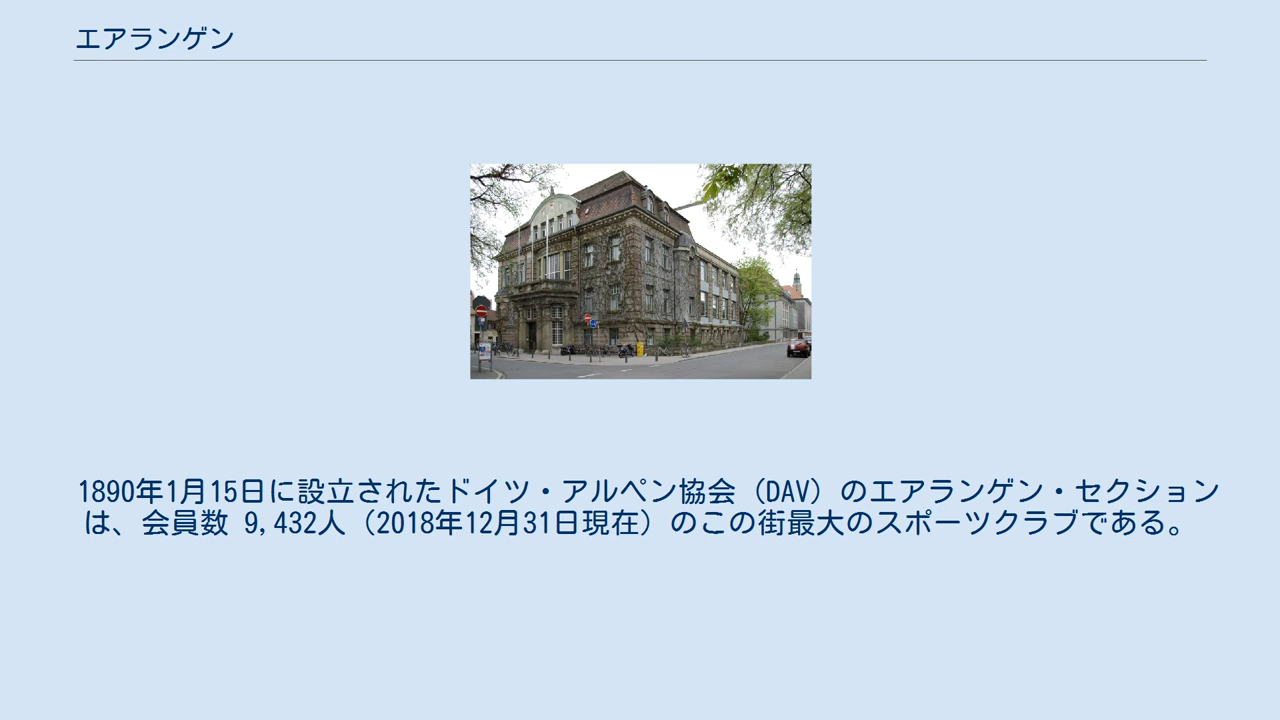 エアランゲン
1890年1月15日に設立されたドイツ・アルペン協会（DAV）のエアランゲン・セクション
は、会員数 9,432人（2018年12月31日現在）のこの街最大のスポーツクラブである。